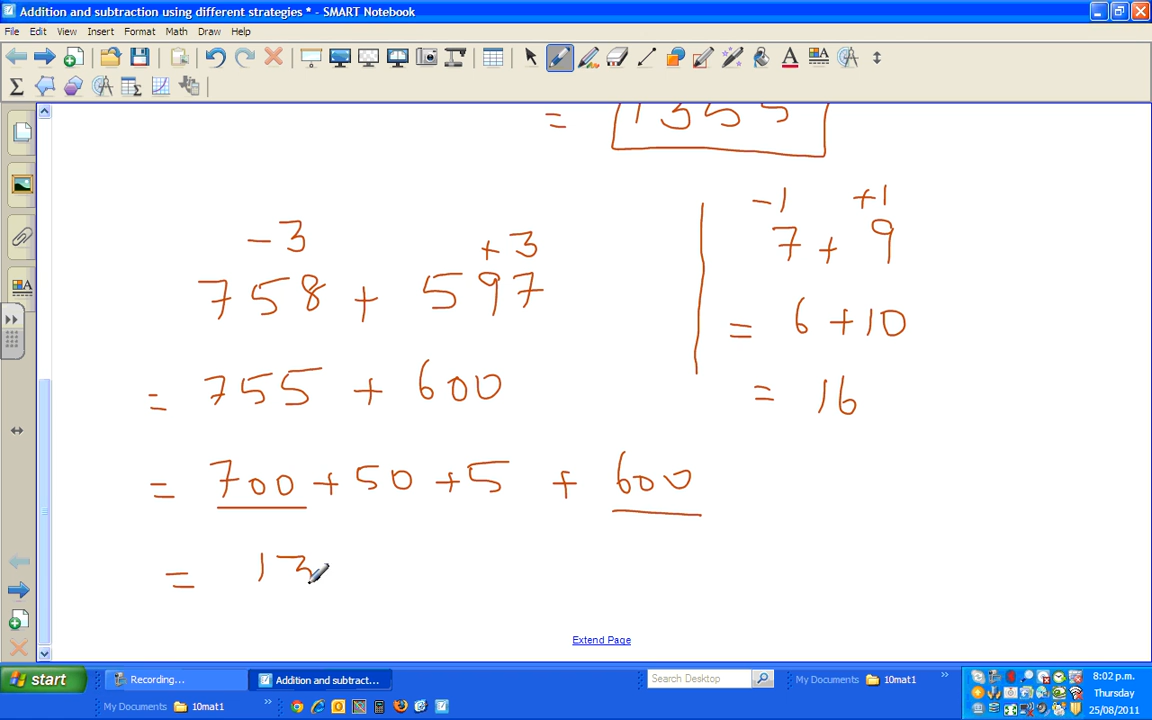 Addition and subtraction using different strategies * - SMART Notebook
File Edit View Insert Format Math Draw Help
= 1355
-3 +3
758 + 597
= 755 + 600
= 700 + 50 + 5 + 600
= 13
-1 +1
7 + 9
= 6 + 10
= 16
Extend Page
start
Recording...
Addition and subtract...
Search Desktop
My Documents
10mat1
»
8:02 p.m.
My Documents
10mat1
»
Thursday
25/08/2011